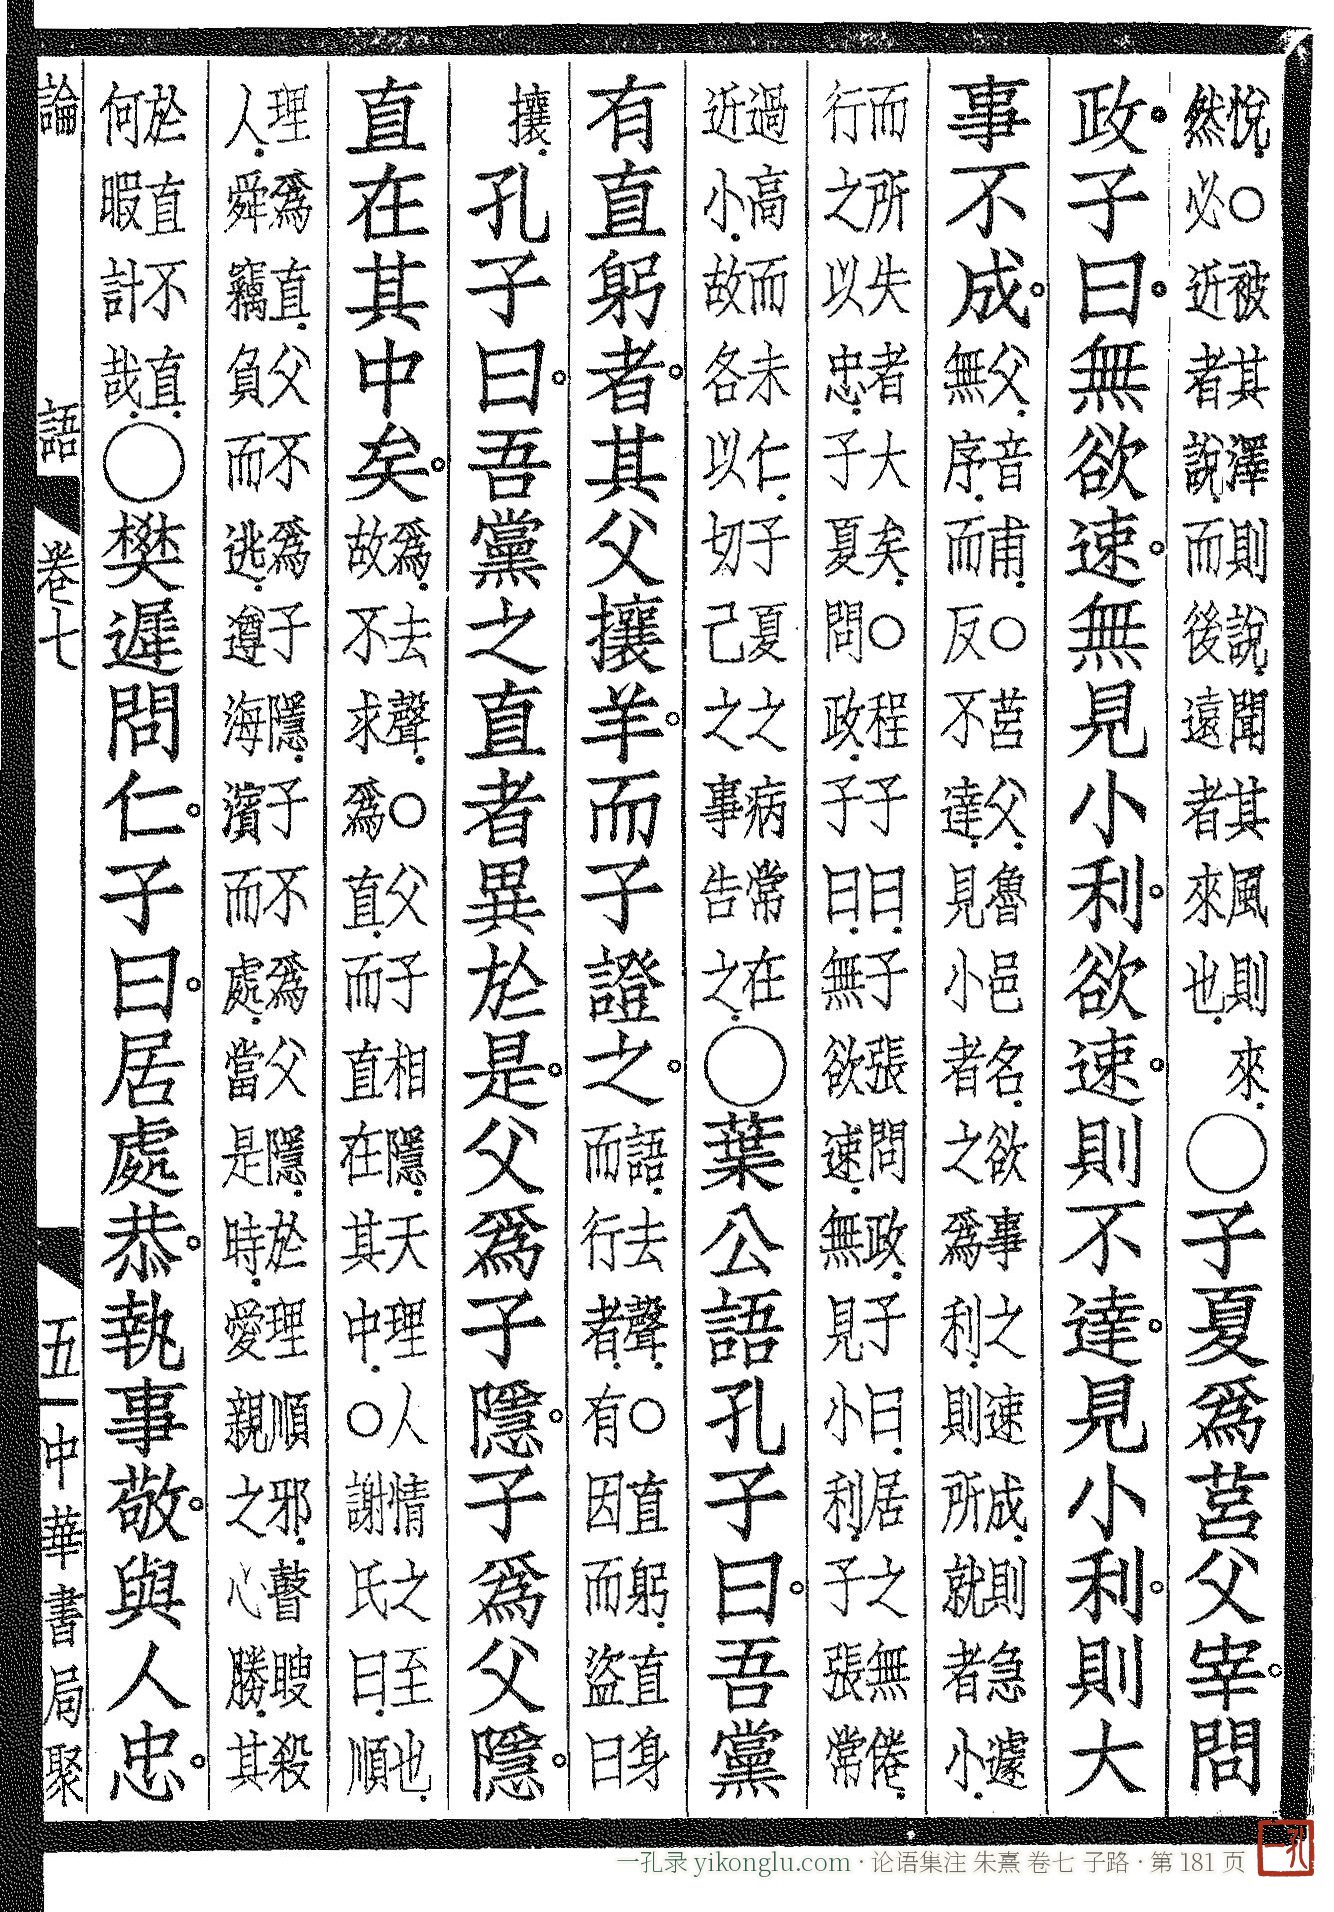 悅。○被其澤則說。聞其風則來。然必近者說。而後遠者來也。○子夏爲莒父宰。問
政。子曰。無欲速。無見小利。欲速。則不達。見小利。則大
事不成。父。音甫。○莒父。魯邑名。欲事之速成。則急遽無序。而反不達。見小者之爲利。則所就者小。
而所失者大矣。○程子曰。子張問政。子曰。居之無倦。行之以忠。子夏問政。子曰。無欲速。無見小利。子張常
過高而未仁。子夏之病常在近小。故各以切己之事告之。○葉公語孔子曰。吾黨
有直躬者。其父攘羊。而子證之。語。去聲。○直躬。直身而行者。有因而盜曰
攘。孔子曰。吾黨之直者異於是。父爲子隱。子爲父隱。
直在其中矣。爲。去聲。○父子相隱。天理人情之至也。故不求爲直。而直在其中。○謝氏曰。順
理爲直。父不爲子隱。子不爲父隱。於理順邪。瞽瞍殺人。舜竊負而逃。遵海濱而處。當是時。愛親之心勝。其
於直不直。何暇計哉。○樊遲問仁。子曰。居處恭。執事敬。與人忠。
論語 卷七 五一 中華書局聚
一孔录 yikonglu.com · 论语集注 朱熹 卷七 子路 · 第 181 页
一孔